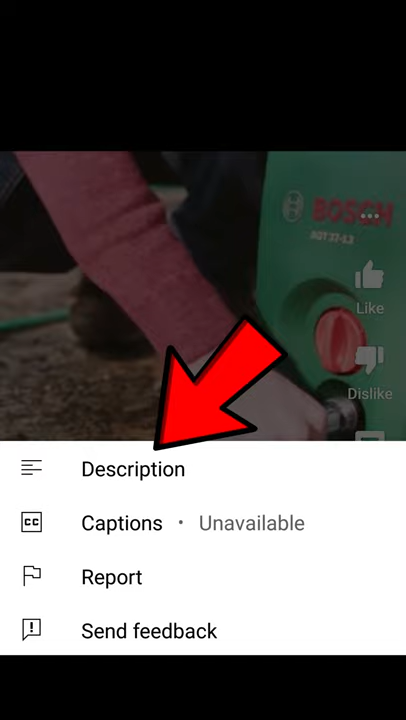 BOSCH
Like
Dislike
Description
Captions • Unavailable
Report
Send feedback